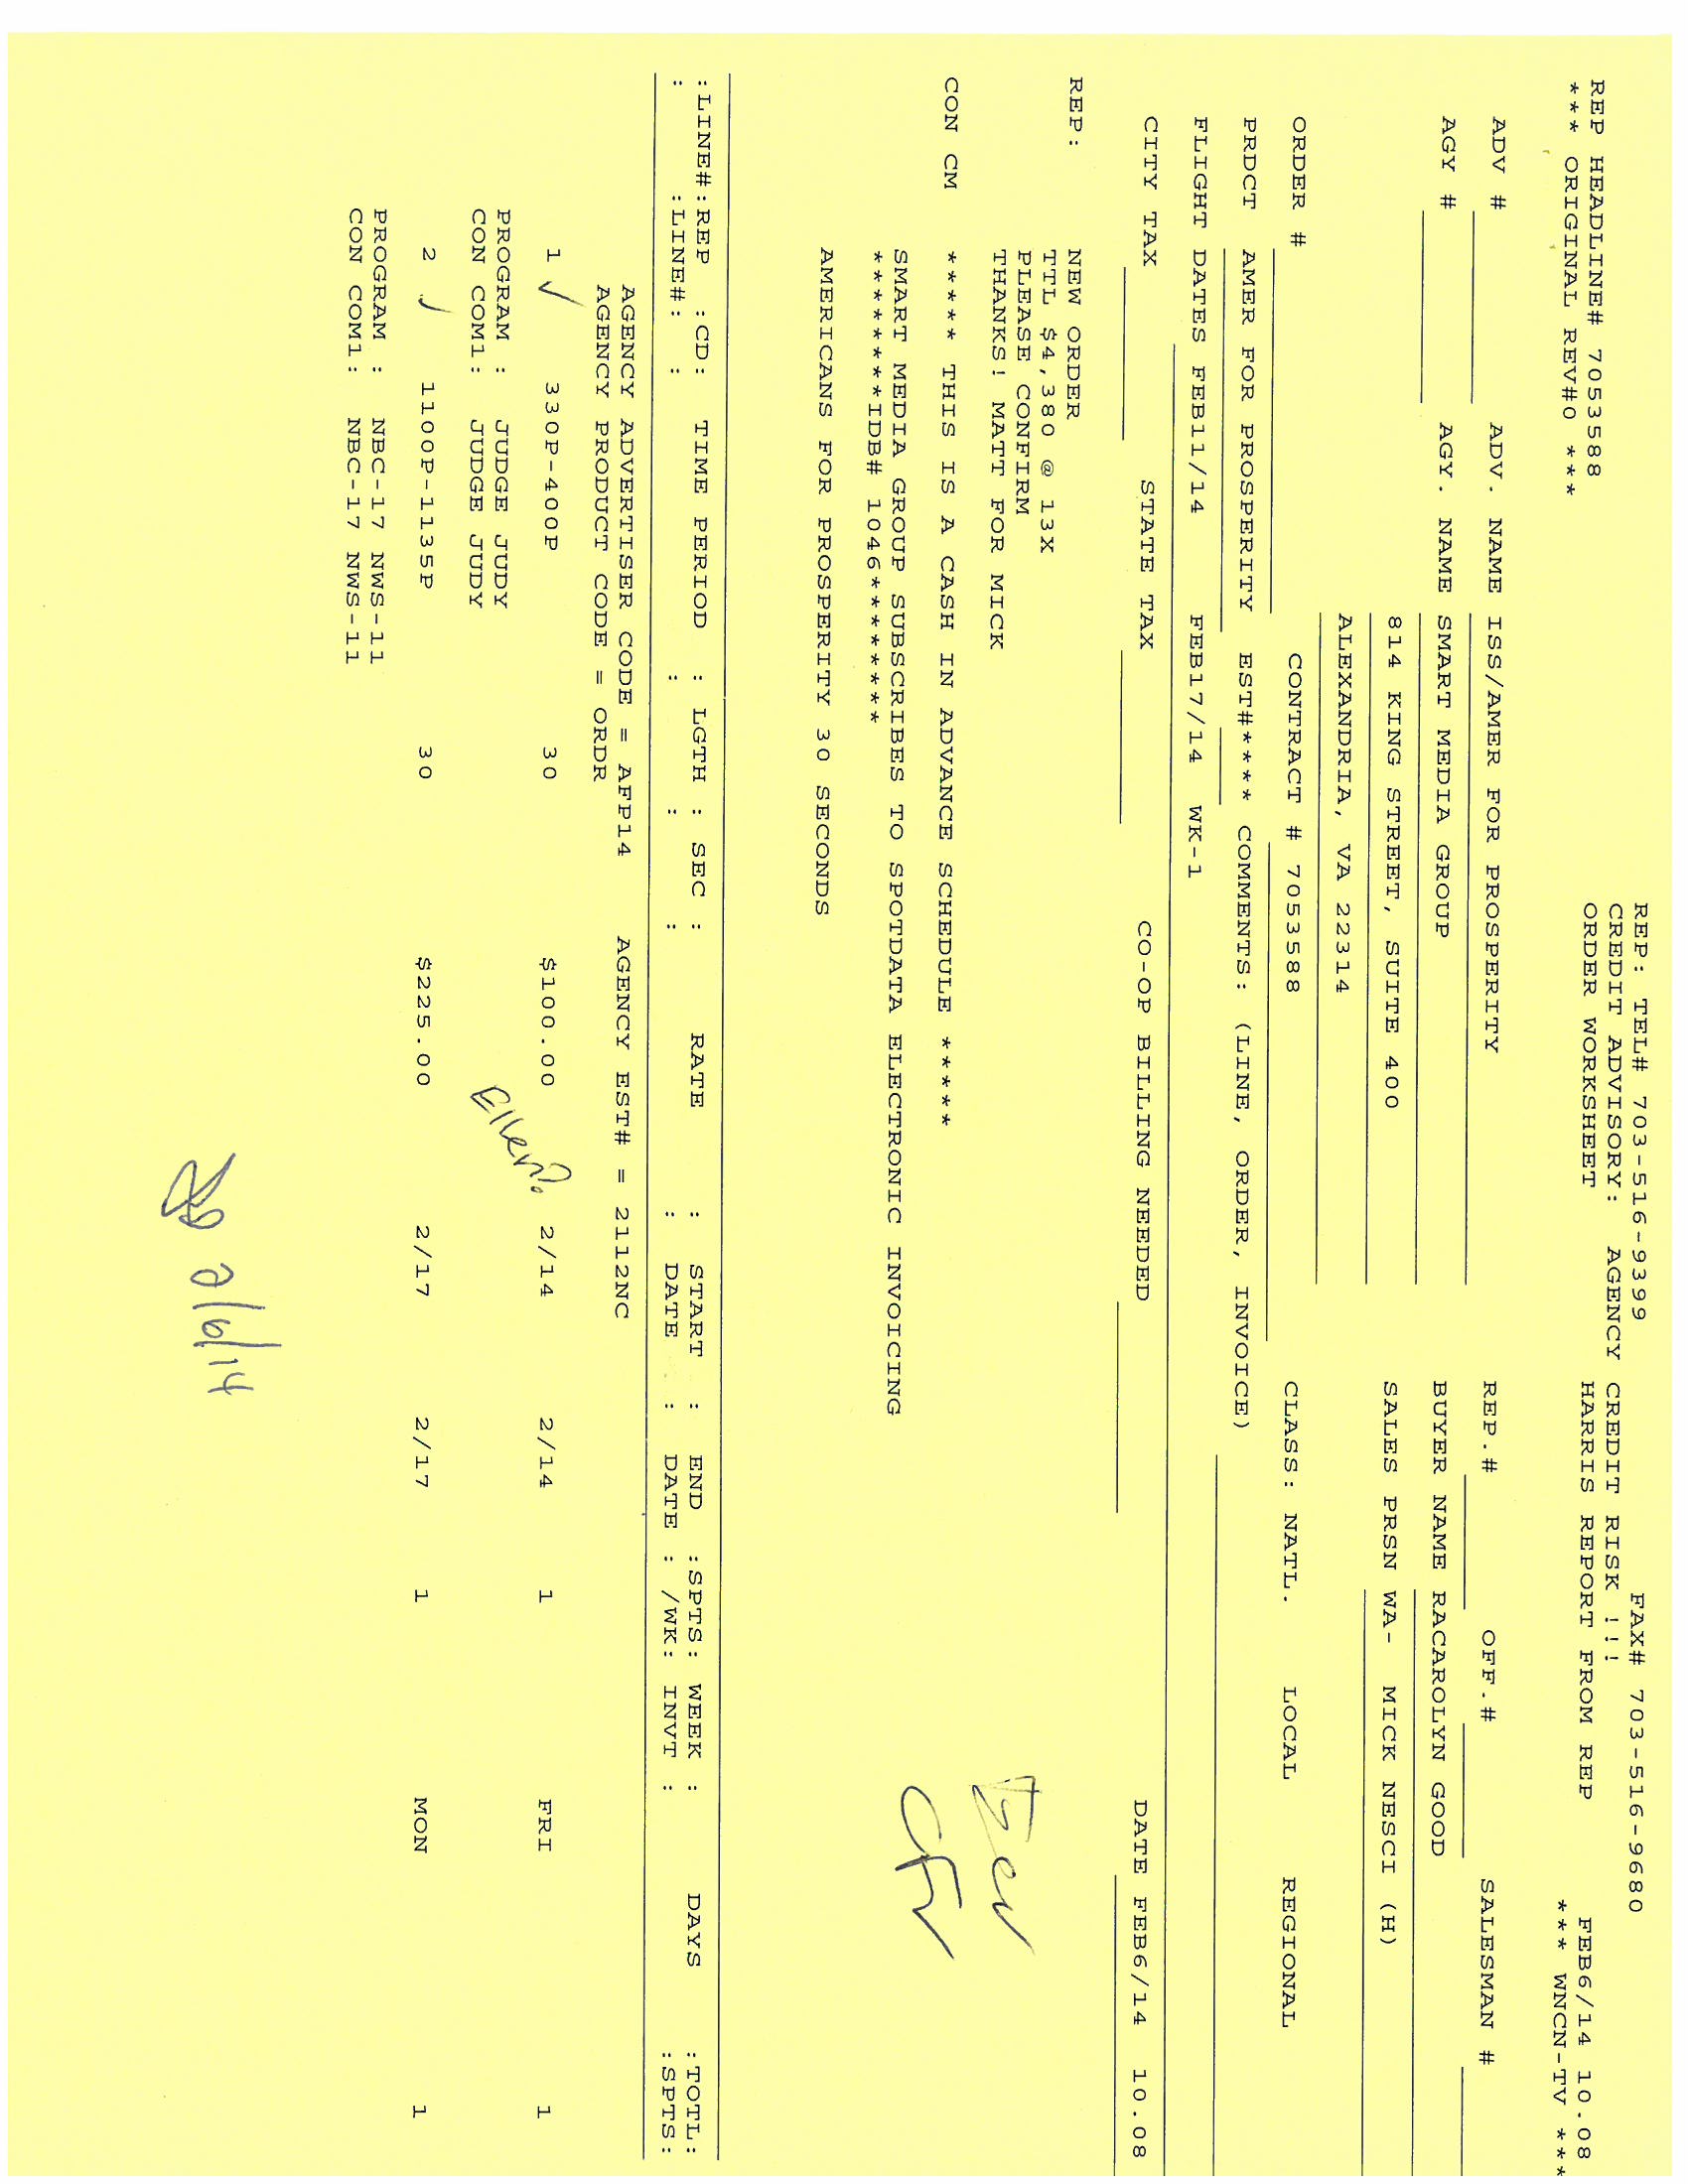 REP: TEL# 703-516-9399 FAX# 703-516-9680
REP HEADLINE# 7053588 CREDIT ADVISORY: AGENCY CREDIT RISK !!!
*** ORIGINAL REV#0 *** ORDER WORKSHEET HARRIS REPORT FROM REP FEB6/14 10.08
*** WNCN-TV ***
ADV # ADV. NAME ISS/AMER FOR PROSPERITY REP.# OFF.# SALESMAN #
AGY # AGY. NAME SMART MEDIA GROUP BUYER NAME RACAROLYN GOOD
814 KING STREET, SUITE 400 SALES PRSN WA- MICK NESCI (H)
ALEXANDRIA, VA 22314
ORDER # CONTRACT # 7053588 CLASS: NATL. LOCAL REGIONAL
PRDCT AMER FOR PROSPERITY EST#**** COMMENTS: (LINE, ORDER, INVOICE)
FLIGHT DATES FEB11/14 FEB17/14 WK-1
CITY TAX STATE TAX CO-OP BILLING NEEDED DATE FEB6/14 10.08
REP: NEW ORDER
TTL $4,380 @ 13X
PLEASE CONFIRM
THANKS! MATT FOR MICK
CON CM ***** THIS IS A CASH IN ADVANCE SCHEDULE *****
SMART MEDIA GROUP SUBSCRIBES TO SPOTDATA ELECTRONIC INVOICING
*********IDB# 1046*********
AMERICANS FOR PROSPERITY 30 SECONDS
:LINE#:REP :CD: TIME PERIOD : LGTH : SEC : RATE : START : END :SPTS: WEEK : DAYS :TOTL:
: :LINE#: : : : : : DATE : DATE : /WK: INVT : :SPTS:
AGENCY ADVERTISER CODE = AFP14 AGENCY EST# = 2112NC
AGENCY PRODUCT CODE = ORDR
1 330P-400P 30 $100.00 2/14 2/14 1 FRI 1
Ellen?
PROGRAM : JUDGE JUDY
CON COM1: JUDGE JUDY
2 1100P-1135P 30 $225.00 2/17 2/17 1 MON 1
PROGRAM : NBC-17 NWS-11
CON COM1: NBC-17 NWS-11
2/6/14